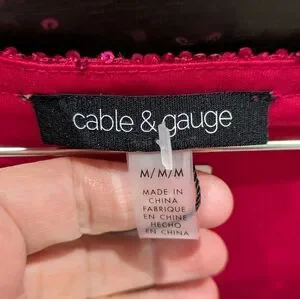 cable & gauge
M/M/M
MADE IN
CHINA
FABRIQUE
EN CHINE
HECHO
EN CHINA